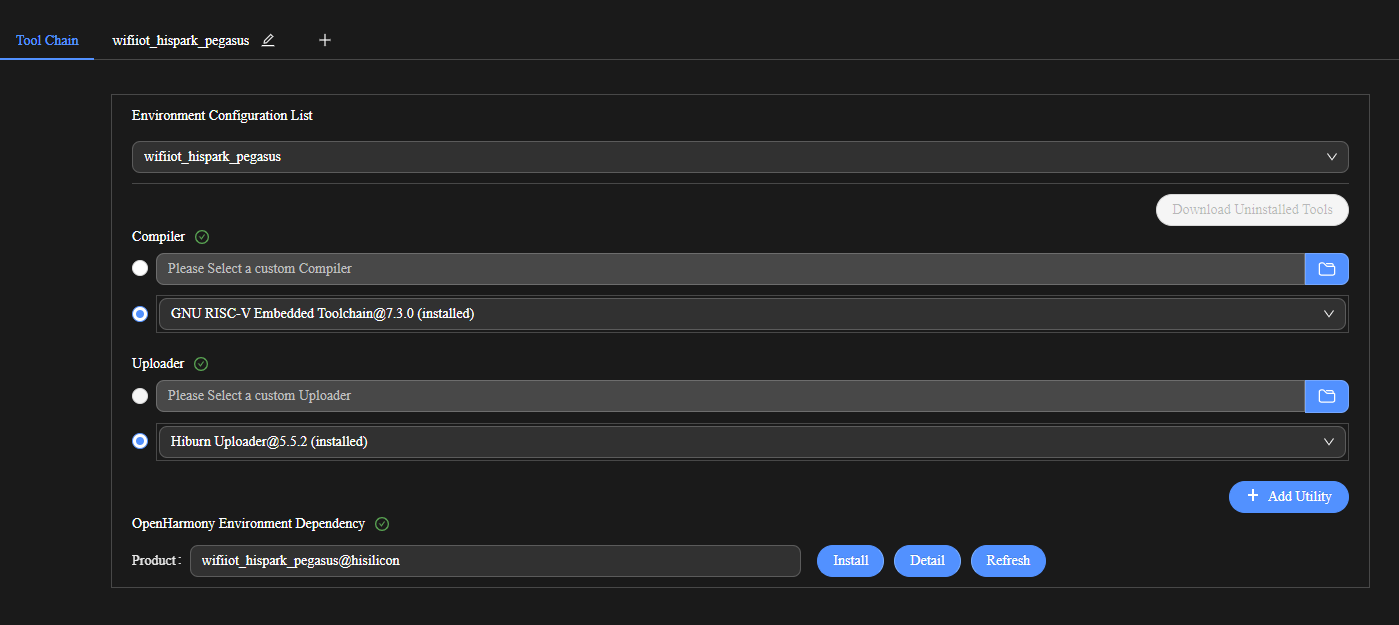 Tool Chain wifiiot_hispark_pegasus
Environment Configuration List
wifiiot_hispark_pegasus
Download Uninstalled Tools
Compiler
Please Select a custom Compiler
GNU RISC-V Embedded Toolchain@7.3.0 (installed)
Uploader
Please Select a custom Uploader
Hiburn Uploader@5.5.2 (installed)
+ Add Utility
OpenHarmony Environment Dependency
Product : wifiiot_hispark_pegasus@hisilicon Install Detail Refresh